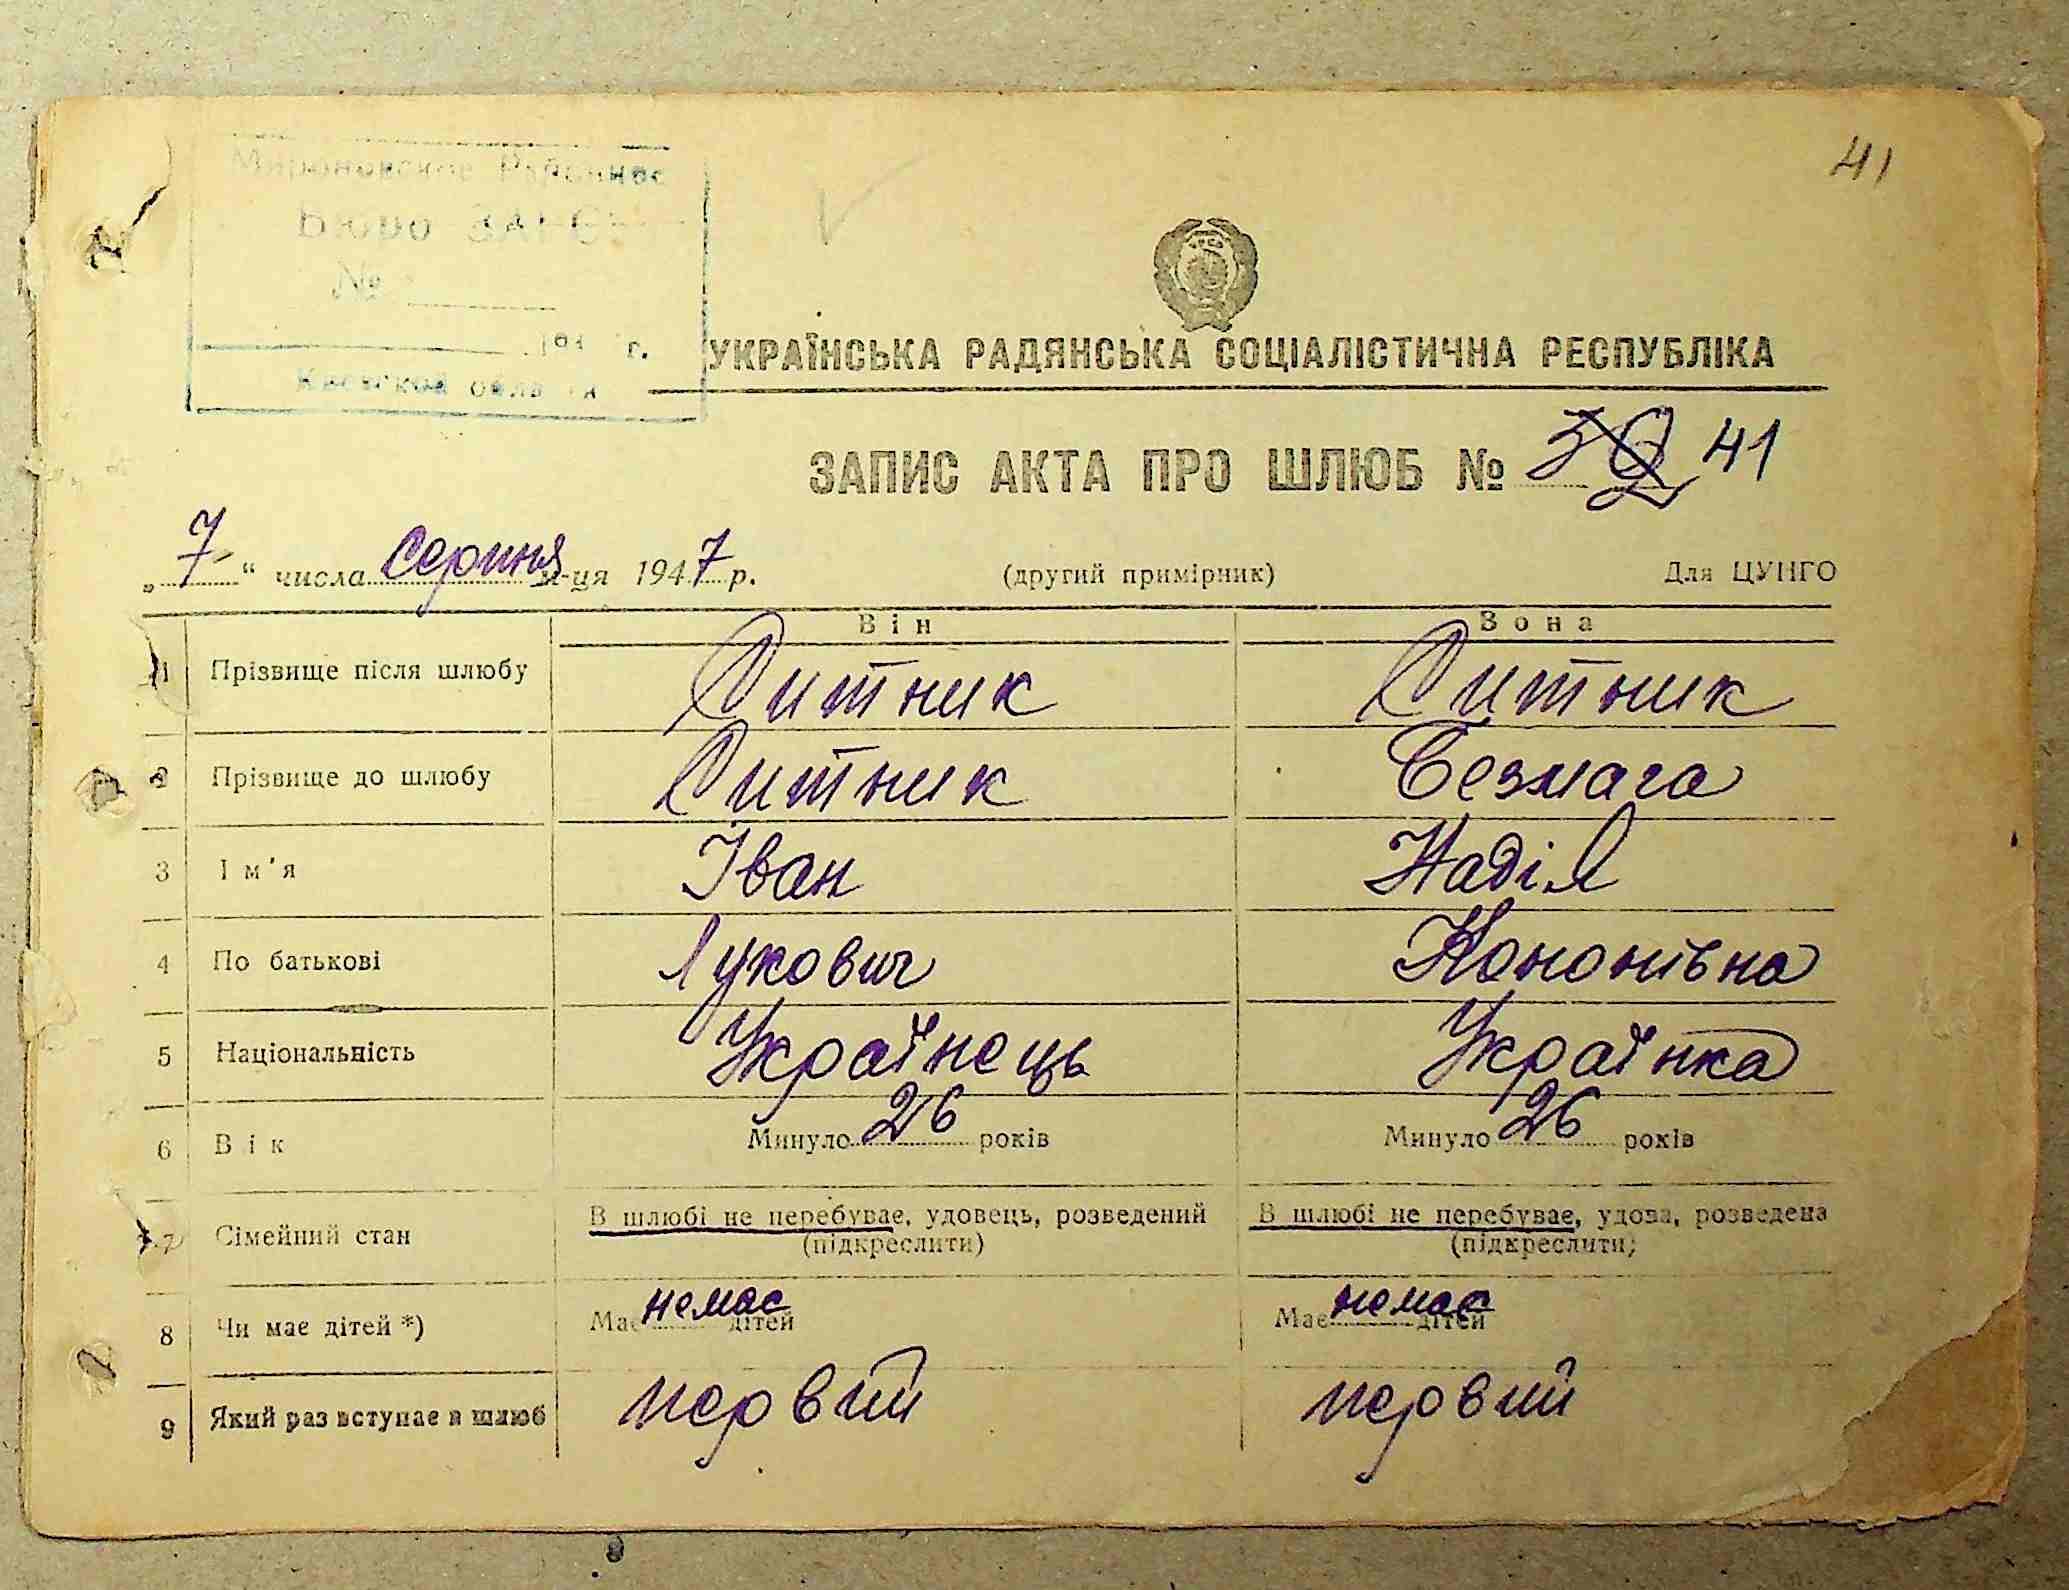 41
Мироновское Районное
Бюро ЗАГС
№
194 г.
Киевской области
УКРАЇНСЬКА РАДЯНСЬКА СОЦІАЛІСТИЧНА РЕСПУБЛІКА
ЗАПИС АКТА ПРО ШЛЮБ № 41
„7" числа серпня м-ця 1947 р. (другий примірник) Для ЦУНГО
Він Вона
1 Прізвище після шлюбу Ситник Ситник
2 Прізвище до шлюбу Ситник Безмага
3 Ім'я Іван Надія
4 По батькові Лукович Кононівна
5 Національність Українець Українка
6 Вік Минуло 26 років Минуло 26 років
7 Сімейний стан В шлюбі не перебуває, удовець, розведений В шлюбі не перебуває, удова, розведена
(підкреслити) (підкреслити)
8 Чи має дітей *) Має немає дітей Має немає дітей
9 Який раз вступає в шлюб первий первий